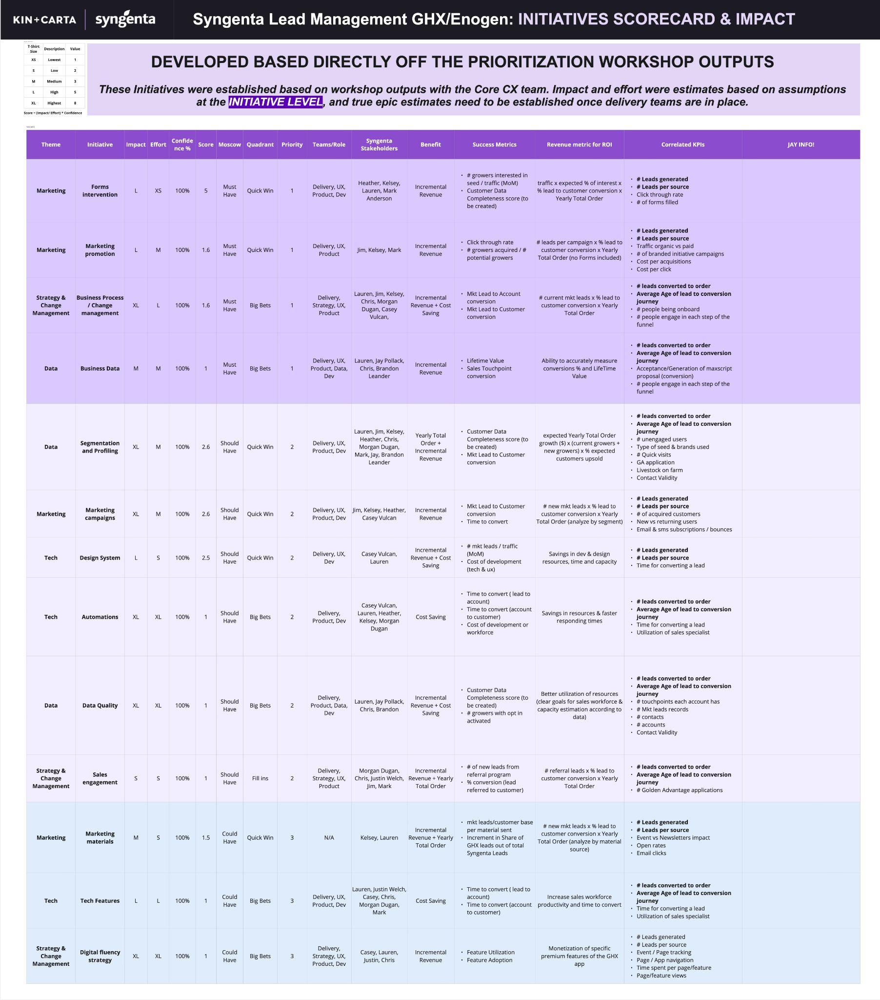 KIN+CARTA
syngenta
Syngenta Lead Management GHX/Enogen: INITIATIVES SCORECARD & IMPACT
T-Shirt Size Description Value
XS Lowest 1
S Low 2
M Medium 3
L High 5
XL Highest 8
Score = (Impact/ Effort) * Confidence
DEVELOPED BASED DIRECTLY OFF THE PRIORITIZATION WORKSHOP OUTPUTS
These Initiatives were established based on workshop outputs with the Core CX team. Impact and effort were estimates based on assumptions
at the INITIATIVE LEVEL, and true epic estimates need to be established once delivery teams are in place.
Theme
Initiative
Impact
Effort
Confide
nce %
Score
Moscow
Quadrant
Priority
Teams/Role
Syngenta
Stakeholders
Benefit
Success Metrics
Revenue metric for ROI
Correlated KPIs
JAY INFO!
Marketing
Forms
intervention
L
XS
100%
5
Must
Have
Quick Win
1
Delivery, UX,
Product, Dev
Heather, Kelsey,
Lauren, Mark
Anderson
Incremental
Revenue
• # growers interested in
seed / traffic (MoM)
• Customer Data
Completeness score (to
be created)
traffic x expected % of interest x
% lead to customer conversion x
Yearly Total Order
• # Leads generated
• # Leads per source
• Click through rate
• # of forms filled
Marketing
Marketing
promotion
L
M
100%
1.6
Must
Have
Quick Win
1
Delivery, UX,
Product
Jim, Kelsey, Mark
Incremental
Revenue
• Click through rate
• # growers acquired / #
potential growers
# leads per campaign x % lead to
customer conversion x Yearly
Total Order (no Forms included)
• # Leads generated
• # Leads per source
• Traffic organic vs paid
• # of branded initiative campaigns
• Cost per acquisitions
• Cost per click
Strategy &
Change
Management
Business Process
/ Change
management
XL
L
100%
1.6
Must
Have
Big Bets
1
Delivery,
Strategy, UX,
Product
Lauren, Jim, Kelsey,
Chris, Morgan
Dugan, Casey
Vulcan,
Incremental
Revenue + Cost
Saving
• Mkt Lead to Account
conversion
• Mkt Lead to Customer
conversion
# current mkt leads x % lead to
customer conversion x Yearly
Total Order
• # leads converted to order
• Average Age of lead to conversion
journey
• # people being onboard
• # people engage in each step of the
funnel
Data
Business Data
M
M
100%
1
Must
Have
Big Bets
1
Delivery, UX,
Product, Data,
Dev
Lauren, Jay Pollack,
Chris, Brandon
Leander
Incremental
Revenue
• Lifetime Value
• Sales Touchpoint
conversion
Ability to accurately measure
conversions % and LifeTime
Value
• # leads converted to order
• Average Age of lead to conversion
journey
• Acceptance/Generation of maxscript
proposal (conversion)
• # people engage in each step of the
funnel
Data
Segmentation
and Profiling
XL
M
100%
2.6
Should
Have
Quick Win
2
Delivery, UX,
Product, Dev
Lauren, Jim, Kelsey,
Heather, Chris,
Morgan Dugan,
Mark, Jay, Brandon
Leander
Yearly Total
Order +
Incremental
Revenue
• Customer Data
Completeness score (to
be created)
• Mkt Lead to Customer
conversion
expected Yearly Total Order
growth ($) x (current growers +
new growers) x % expected
customers upsold
• # leads converted to order
• Average Age of lead to conversion
journey
• # unengaged users
• Type of seed & brands used
• # Quick visits
• GA application
• Livestock on farm
• Contact Validity
Marketing
Marketing
campaigns
XL
M
100%
2.6
Should
Have
Quick Win
2
Delivery, UX,
Product, Dev
Jim, Kelsey, Heather,
Casey Vulcan
Incremental
Revenue
• Mkt Lead to Customer
conversion
• Time to convert
# new mkt leads x % lead to
customer conversion x Yearly
Total Order (analyze by segment)
• # Leads generated
• # Leads per source
• # of acquired customers
• New vs returning users
• Email & sms subscriptions / bounces
Tech
Design System
L
S
100%
2.5
Should
Have
Quick Win
2
Delivery, UX,
Dev
Casey Vulcan,
Lauren
Incremental
Revenue + Cost
Saving
• # mkt leads / traffic
(MoM)
• Cost of development
(tech & ux)
Savings in dev & design
resources, time and capacity
• # Leads generated
• # Leads per source
• Time for converting a lead
Tech
Automations
XL
XL
100%
1
Should
Have
Big Bets
2
Delivery,
Product, Dev
Casey Vulcan,
Lauren, Heather,
Kelsey, Morgan
Dugan
Cost Saving
• Time to convert ( lead to
account)
• Time to convert (account
to customer)
• Cost of development or
workforce
Savings in resources & faster
responding times
• # leads converted to order
• Average Age of lead to conversion
journey
• Time for converting a lead
• Utilization of sales specialist
Data
Data Quality
XL
XL
100%
1
Should
Have
Big Bets
2
Delivery,
Product, Data,
Dev
Lauren, Jay Pollack,
Chris, Brandon
Incremental
Revenue + Cost
Saving
• Customer Data
Completeness score (to
be created)
• # growers with opt in
activated
Better utilization of resources
(clear goals for sales workforce &
capacity estimation according to
data)
• # leads converted to order
• Average Age of lead to conversion
journey
• # touchpoints each account has
• # Mkt leads records
• # contacts
• # accounts
• Contact Validity
Strategy &
Change
Management
Sales
engagement
S
S
100%
1
Should
Have
Fill ins
2
Delivery,
Strategy, UX,
Product
Morgan Dugan,
Chris, Justin Welch,
Jim, Mark
Incremental
Revenue + Yearly
Total Order
• # of new leads from
referral program
• % conversion (lead
referred to customer)
# referral leads x % lead to
customer conversion x Yearly
Total Order
• # leads converted to order
• Average Age of lead to conversion
journey
• # Golden Advantage applications
Marketing
Marketing
materials
M
S
100%
1.5
Could
Have
Quick Win
3
N/A
Kelsey, Lauren
Incremental
Revenue + Yearly
Total Order
• mkt leads/customer base
per material sent
• Increment in Share of
GHX leads out of total
Syngenta Leads
# new mkt leads x % lead to
customer conversion x Yearly
Total Order (analyze by material
source)
• # Leads generated
• # Leads per source
• Event vs Newsletters impact
• Open rates
• Email clicks
Tech
Tech Features
L
L
100%
1
Could
Have
Big Bets
3
Delivery, UX,
Product, Dev
Lauren, Justin Welch,
Casey, Chris,
Morgan Dugan,
Mark
Cost Saving
• Time to convert ( lead to
account)
• Time to convert (account
to customer)
Increase sales workforce
productivity and time to convert
• # leads converted to order
• Average Age of lead to conversion
journey
• Time for converting a lead
• Utilization of sales specialist
Strategy &
Change
Management
Digital fluency
strategy
XL
XL
100%
1
Could
Have
Big Bets
3
Delivery,
Strategy, UX,
Product, Dev
Casey, Lauren,
Justin, Chris
Incremental
Revenue
• Feature Utilization
• Feature Adoption
Monetization of specific
premium features of the GHX
app
• # Leads generated
• # Leads per source
• Event / Page tracking
• Page / App navigation
• Time spent per page/feature
• Page/feature views